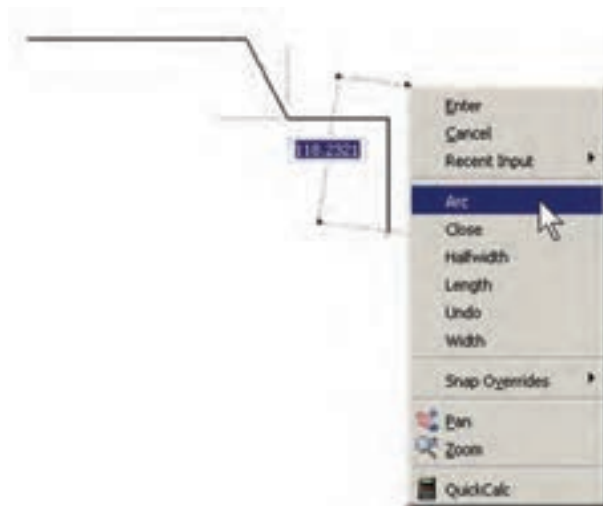 Enter
Cancel
Recent Input
118.2321
Arc
Close
Halfwidth
Length
Undo
Width
Snap Overrides
Pan
Zoom
QuickCalc